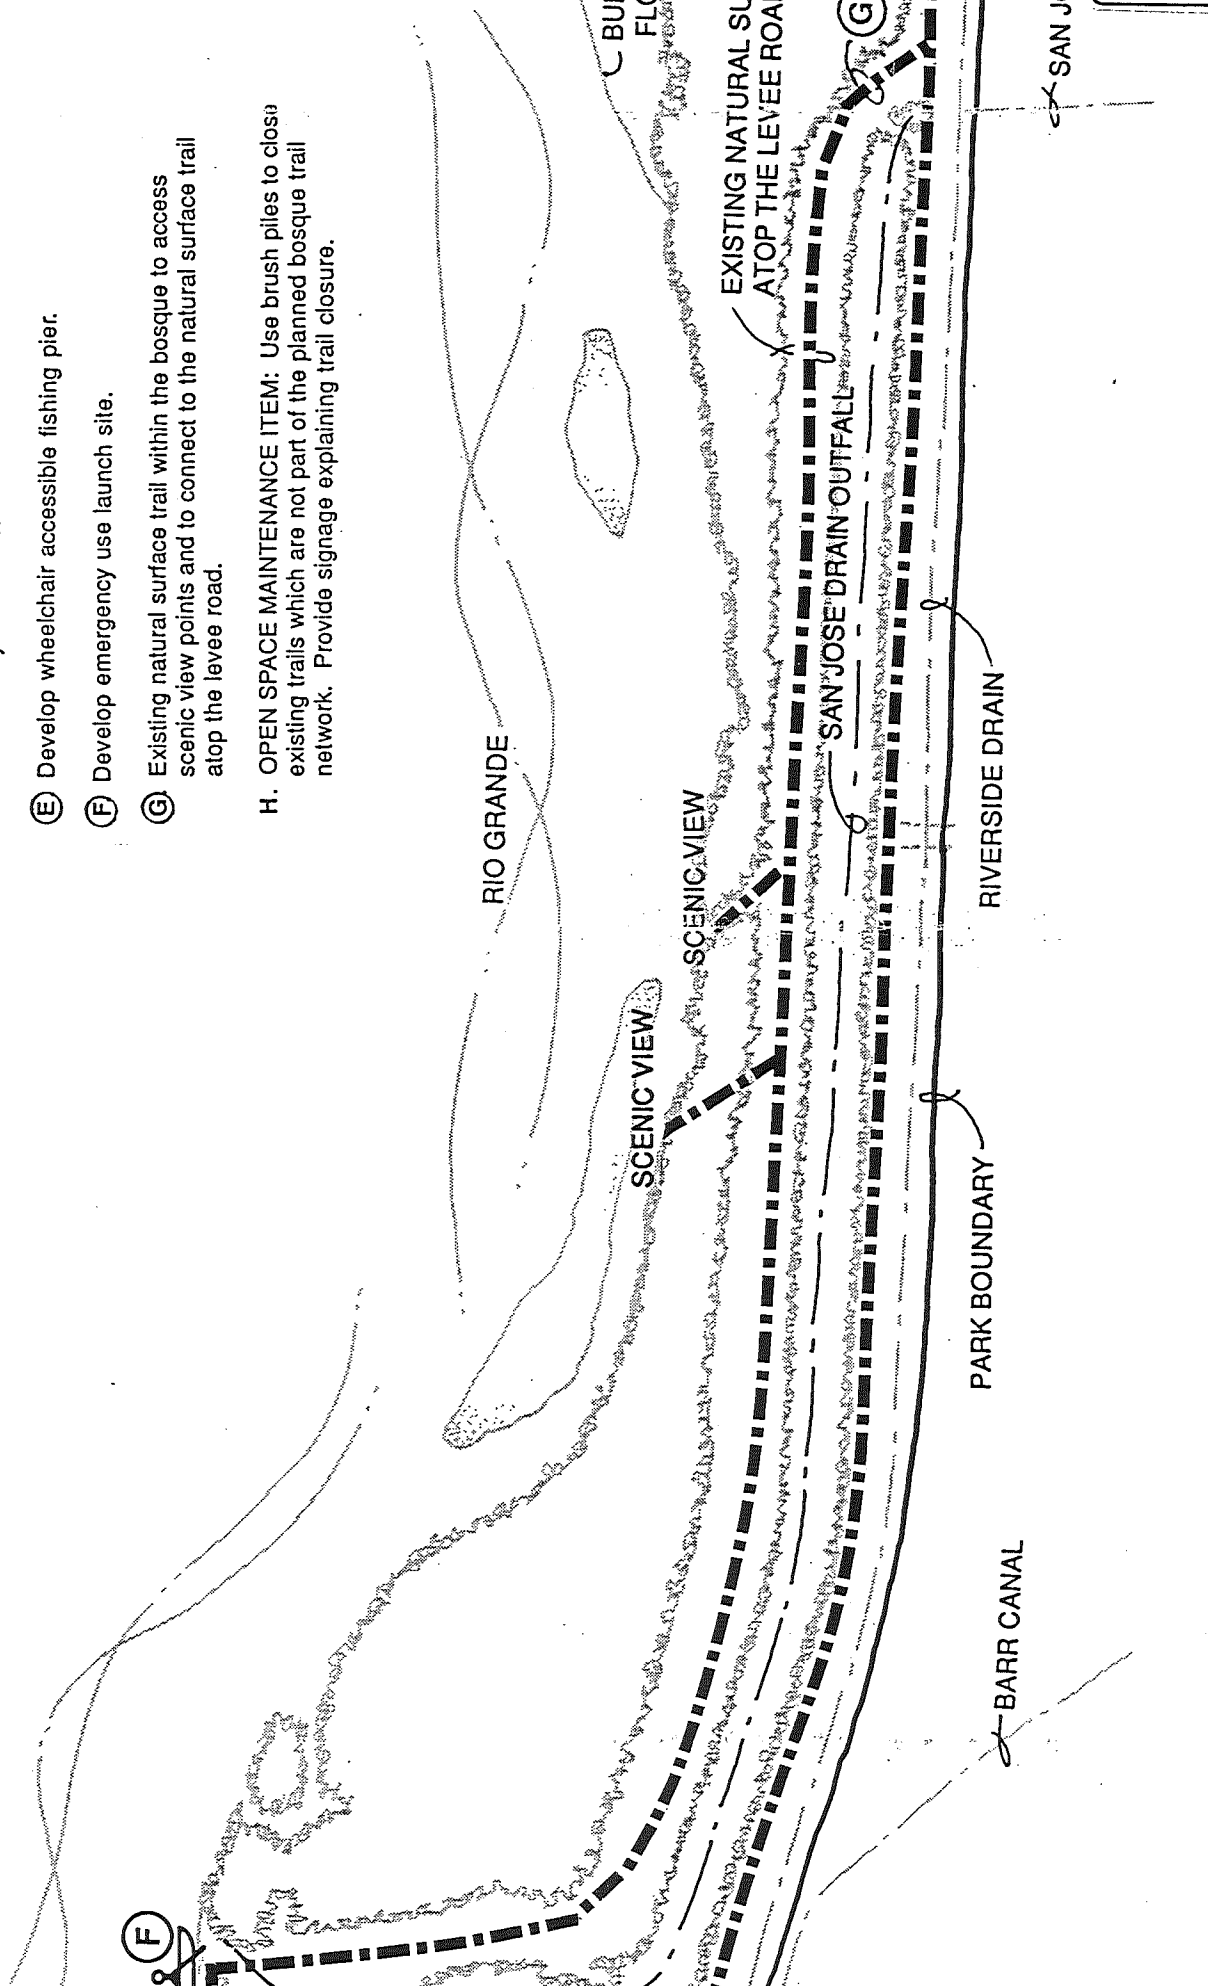 Ⓔ Develop wheelchair accessible fishing pier.
Ⓕ Develop emergency use launch site.
Ⓖ Existing natural surface trail within the bosque to access
scenic view points and to connect to the natural surface trail
atop the levee road.
H. OPEN SPACE MAINTENANCE ITEM: Use brush piles to close
existing trails which are not part of the planned bosque trail
network. Provide signage explaining trail closure.
RIO GRANDE
SCENIC VIEW
SCENIC VIEW
EXISTING NATURAL SU
ATOP THE LEVEE ROA
Ⓖ
BU
FLO
SAN JOSE DRAIN OUTFALL
RIVERSIDE DRAIN
PARK BOUNDARY
BARR CANAL
SAN J
Ⓕ